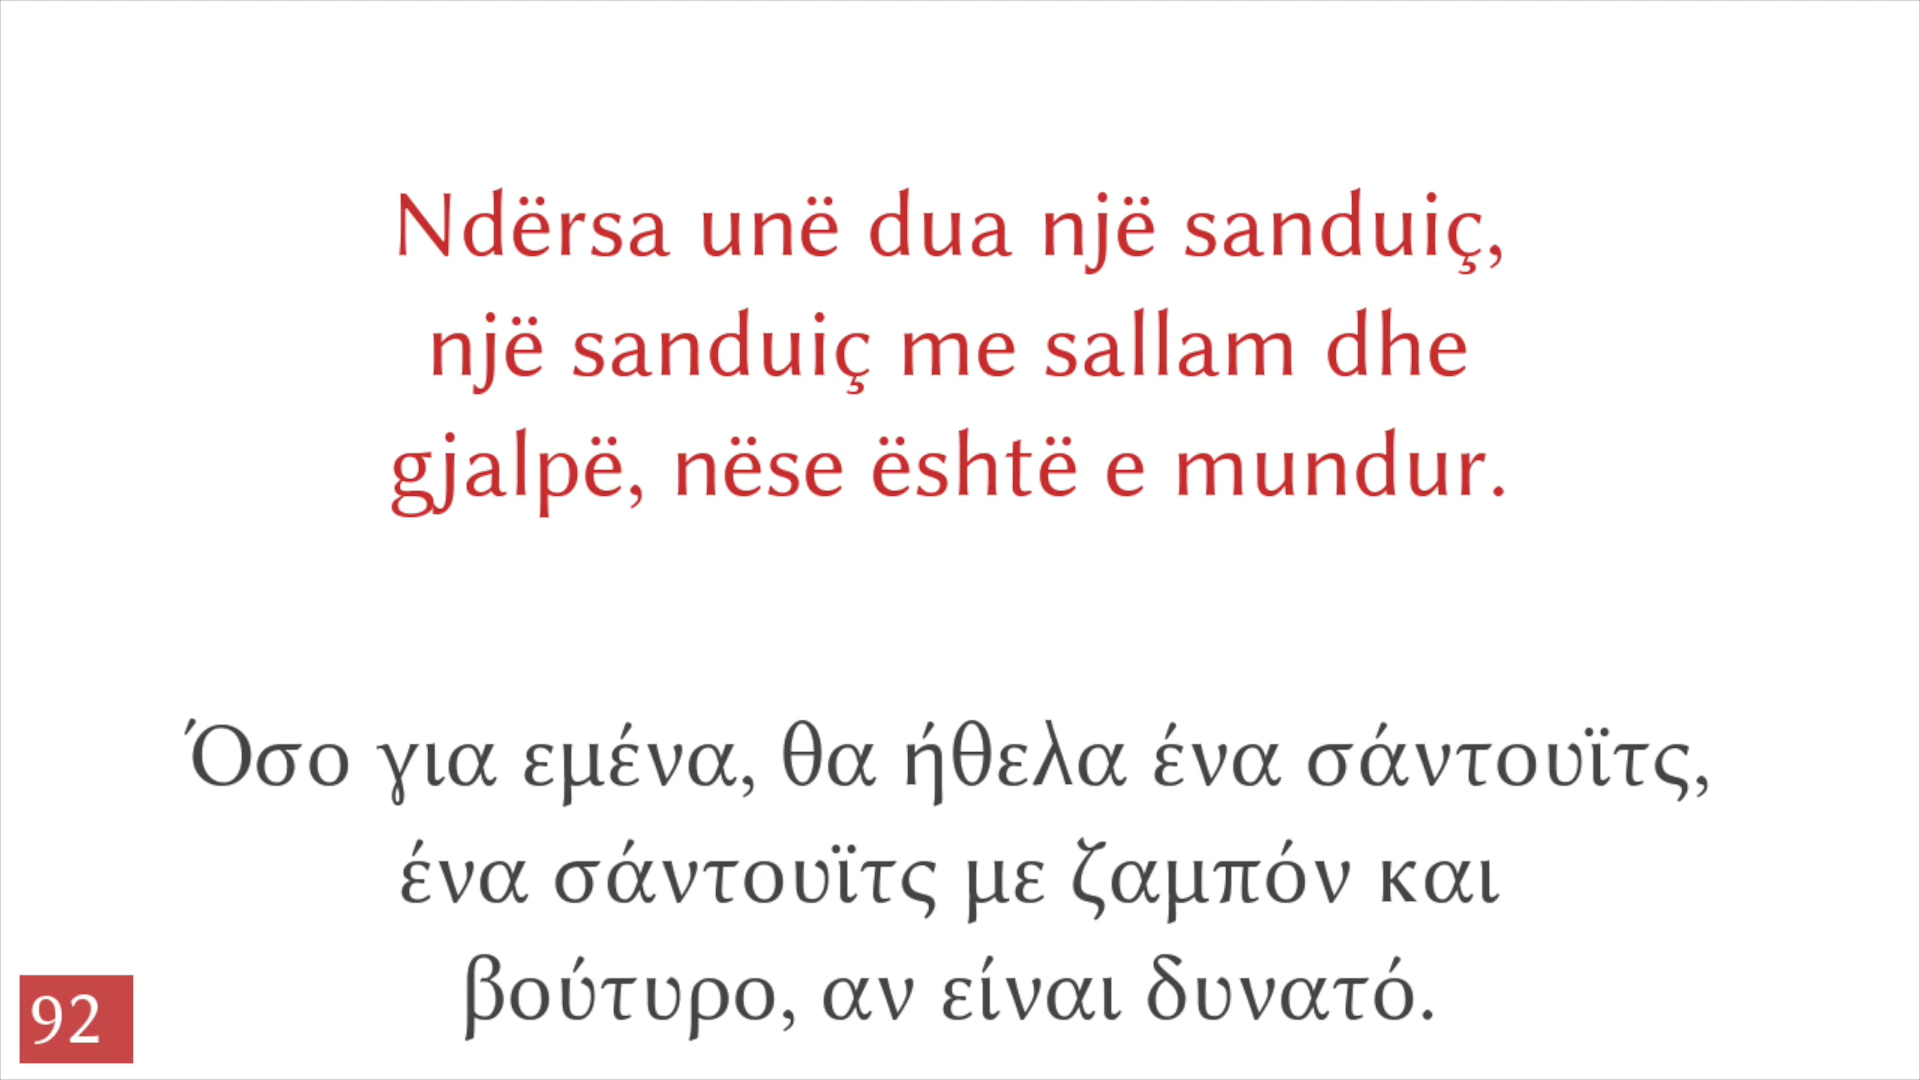 Ndërsa unë dua një sanduiç,
një sanduiç me sallam dhe
gjalpë, nëse është e mundur.
Όσο για εμένα, θα ήθελα ένα σάντουϊτς,
ένα σάντουϊτς με ζαμπόν και
βούτυρο, αν είναι δυνατό.
92